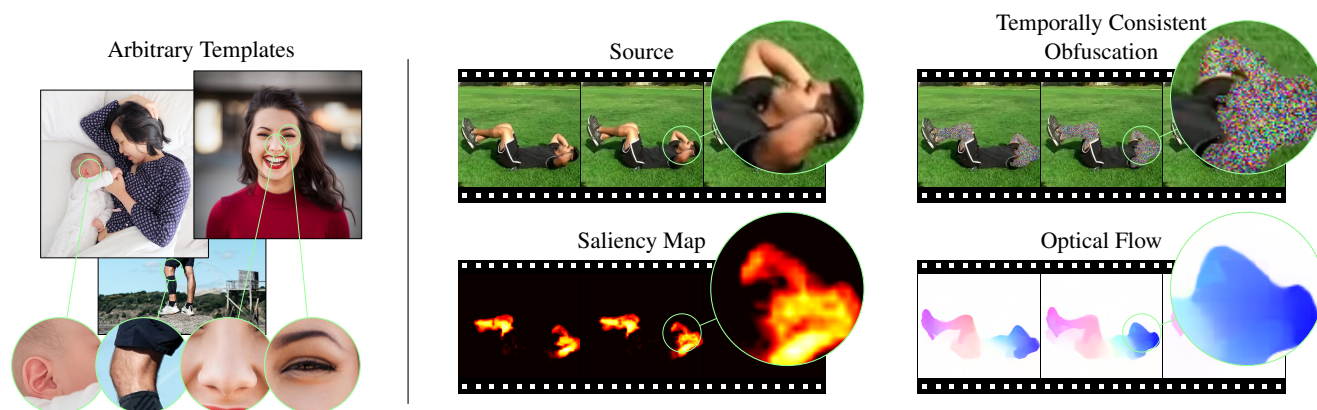 Arbitrary Templates
Source
Temporally Consistent
Obfuscation
Saliency Map
Optical Flow